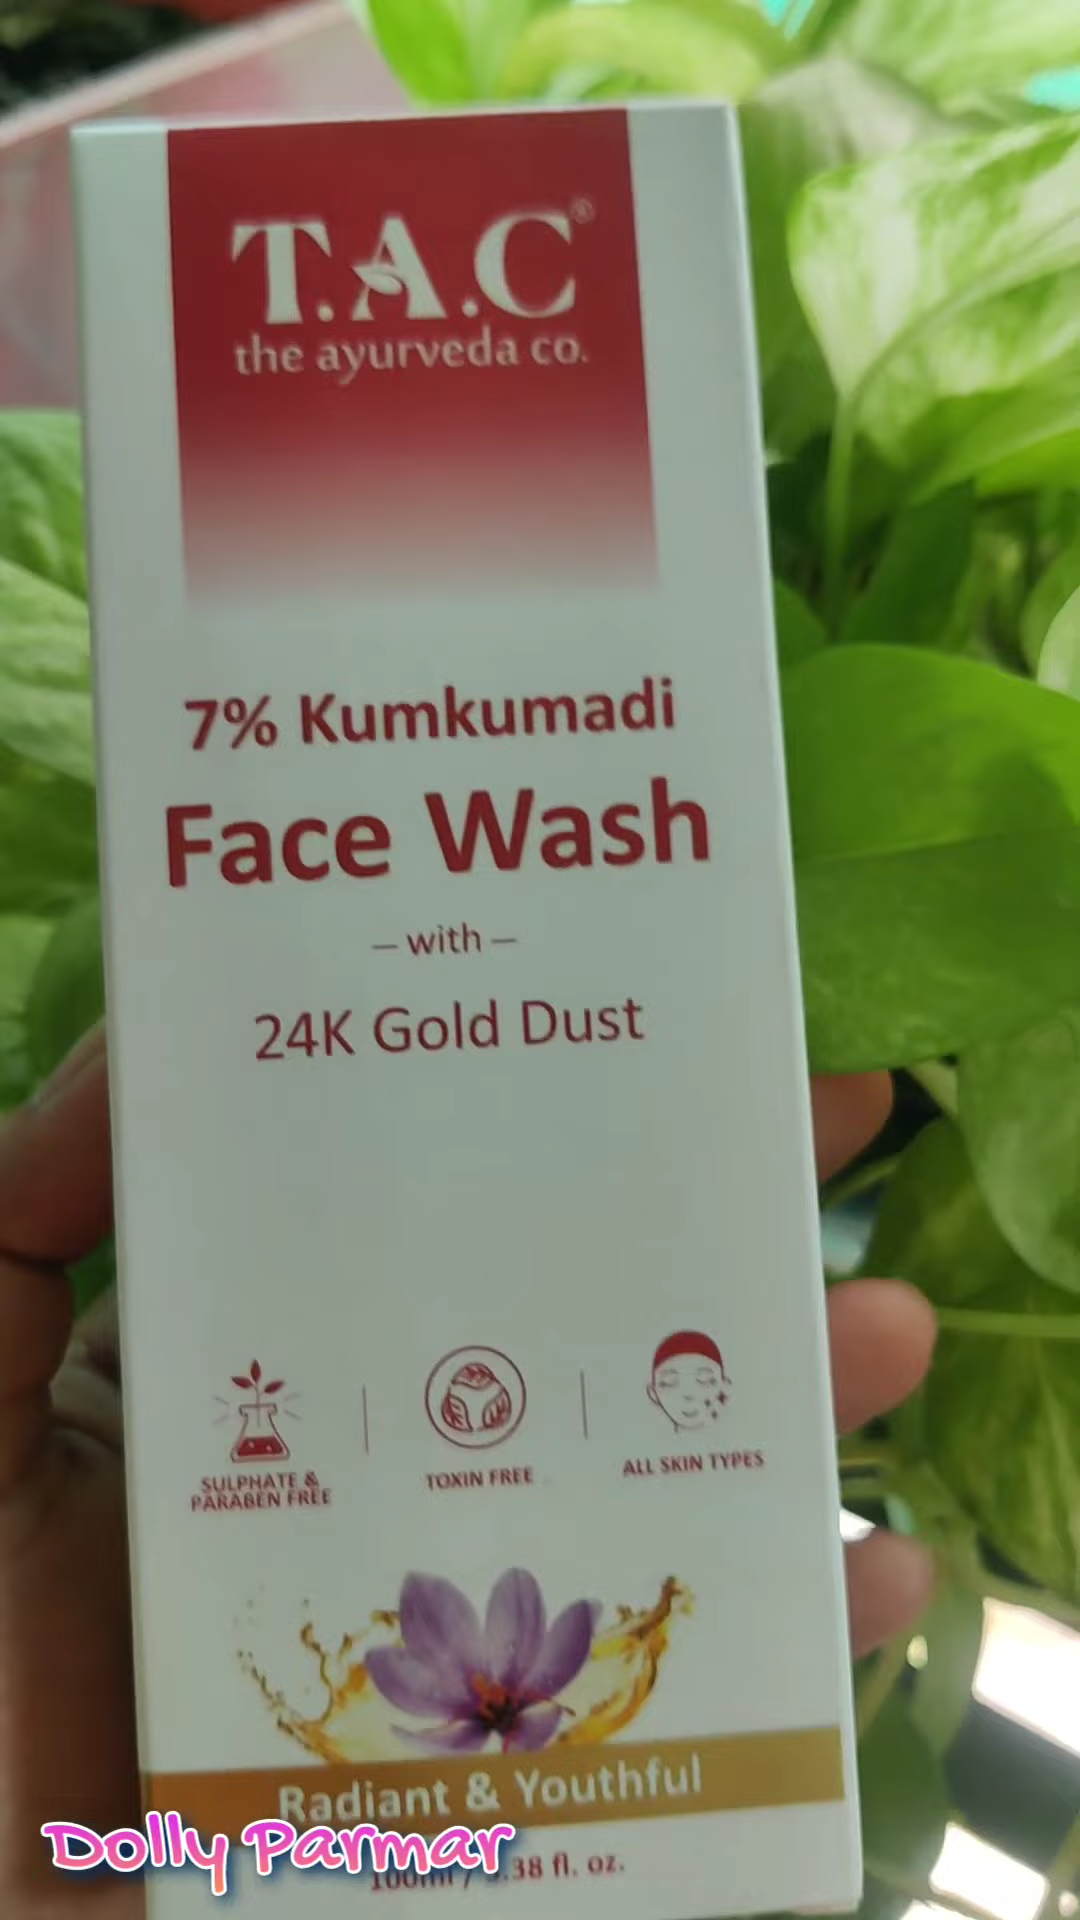 T.A.C®
the ayurveda co.
7% Kumkumadi
Face Wash
– with –
24K Gold Dust
SULPHATE &
PARABEN FREE
TOXIN FREE
ALL SKIN TYPES
Radiant & Youthful
Dolly Parmar
100ml / .38 fl. oz.